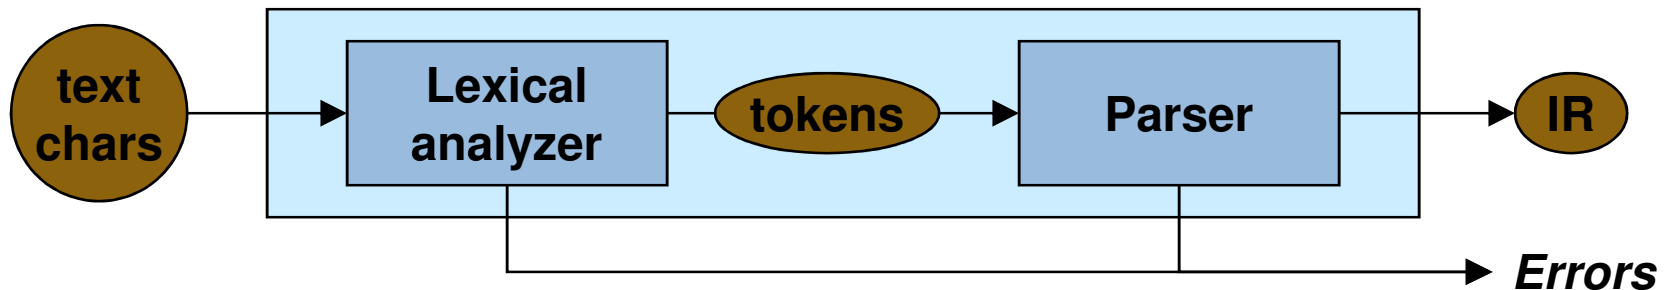 text
chars
Lexical
analyzer
tokens
Parser
IR
Errors